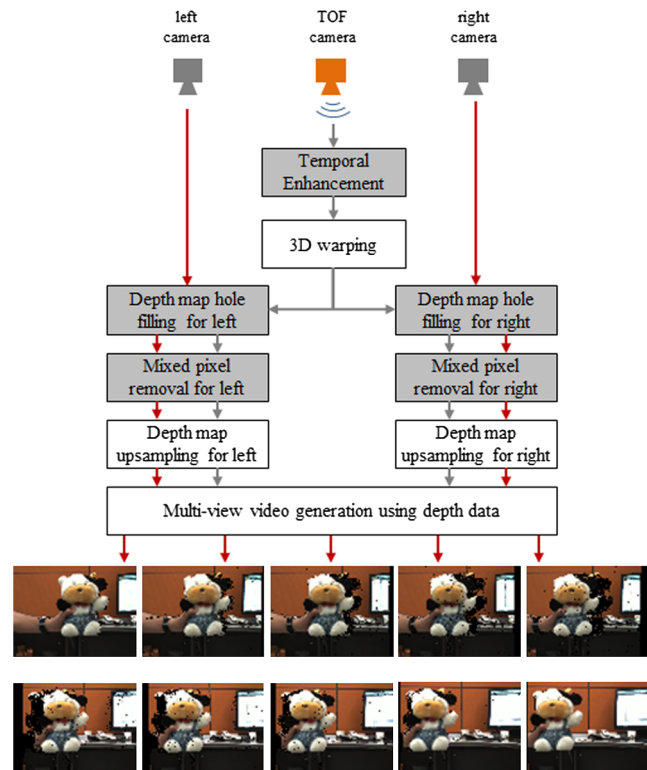 left
camera
TOF
camera
right
camera
Temporal
Enhancement
3D warping
Depth map hole
filling for left
Depth map hole
filling for right
Mixed pixel
removal for left
Mixed pixel
removal for right
Depth map
upsampling for left
Depth map
upsampling for right
Multi-view video generation using depth data